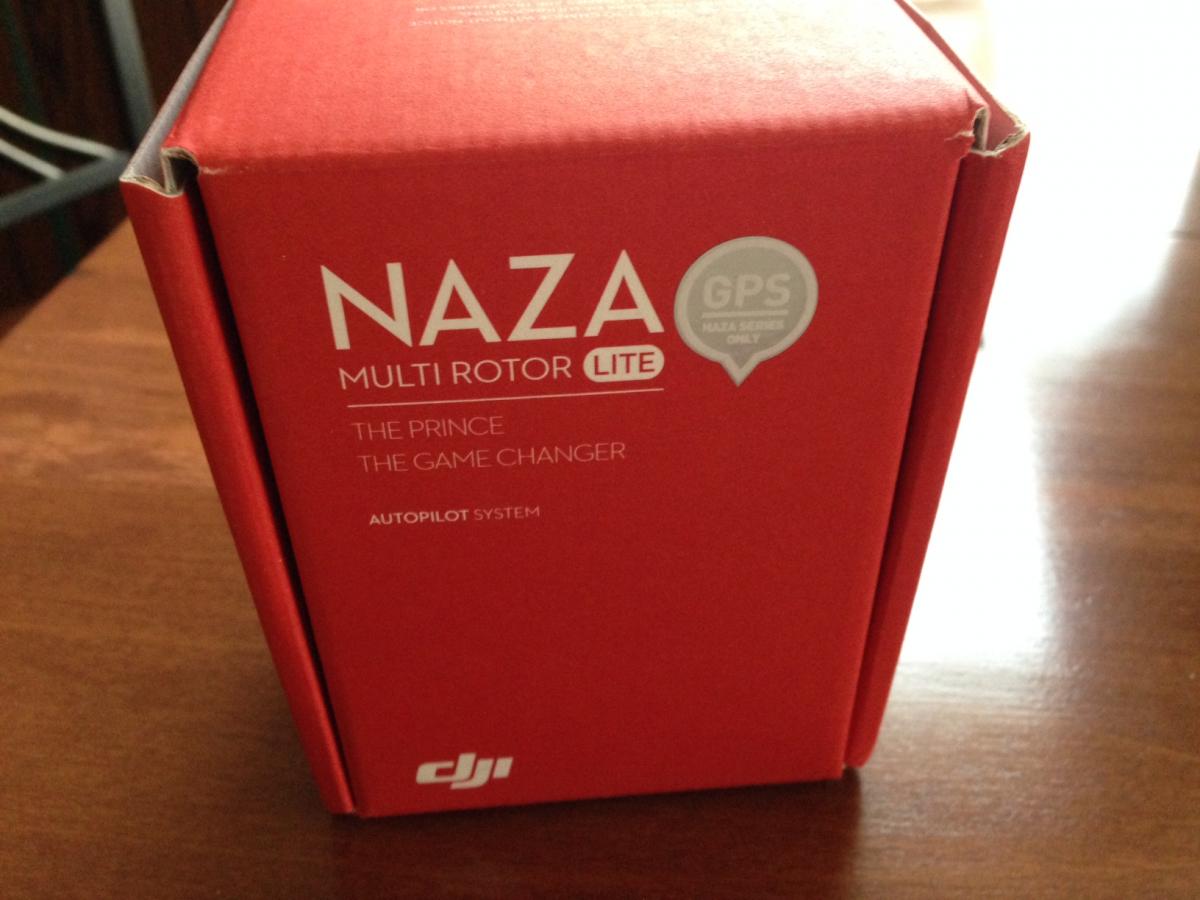 NAZA
MULTI ROTOR LITE
GPS
NAZA SERIES
ONLY
THE PRINCE
THE GAME CHANGER
AUTOPILOT SYSTEM
dji